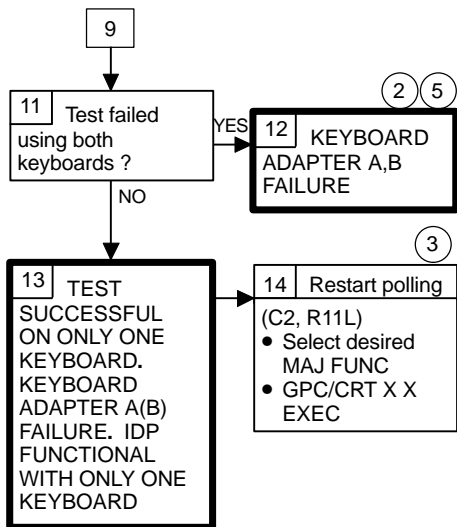 9
11 Test failed
using both
keyboards ?
YES
NO
2 5
12 KEYBOARD
ADAPTER A,B
FAILURE
13 TEST
SUCCESSFUL
ON ONLY ONE
KEYBOARD.
KEYBOARD
ADAPTER A(B)
FAILURE. IDP
FUNCTIONAL
WITH ONLY ONE
KEYBOARD
3
14 Restart polling
(C2, R11L)
• Select desired
MAJ FUNC
• GPC/CRT X X
EXEC